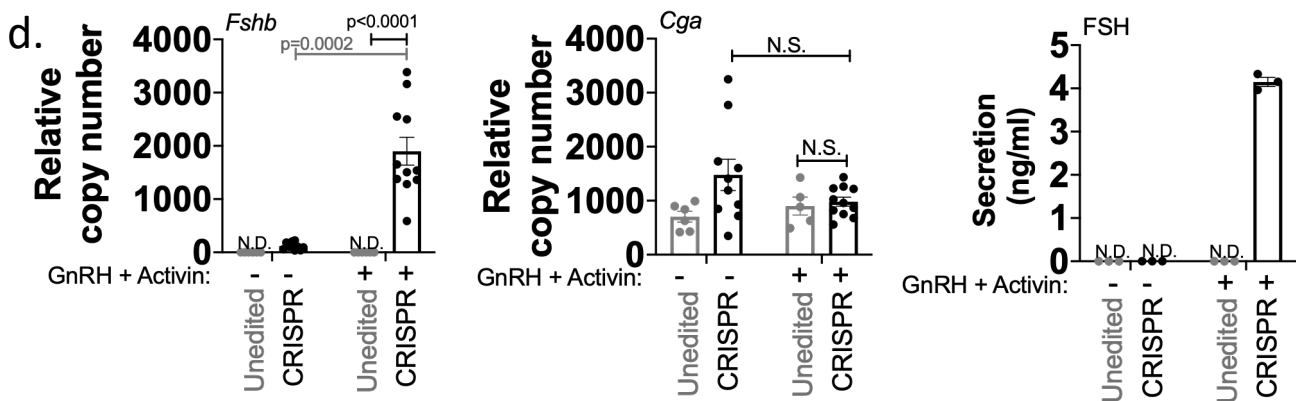 d.
Fshb
p<0.0001
p=0.0002
Relative
copy number
4000
3000
2000
1000
0
N.D.
N.D.
GnRH + Activin: - - + +
Unedited
CRISPR
Unedited
CRISPR
Cga
N.S.
N.S.
Relative
copy number
4000
3000
2000
1000
0
- - + +
Unedited
CRISPR
Unedited
CRISPR
FSH
Secretion
(ng/ml)
5
4
3
2
1
0
N.D.
N.D.
N.D.
GnRH + Activin: - - + +
Unedited
CRISPR
Unedited
CRISPR